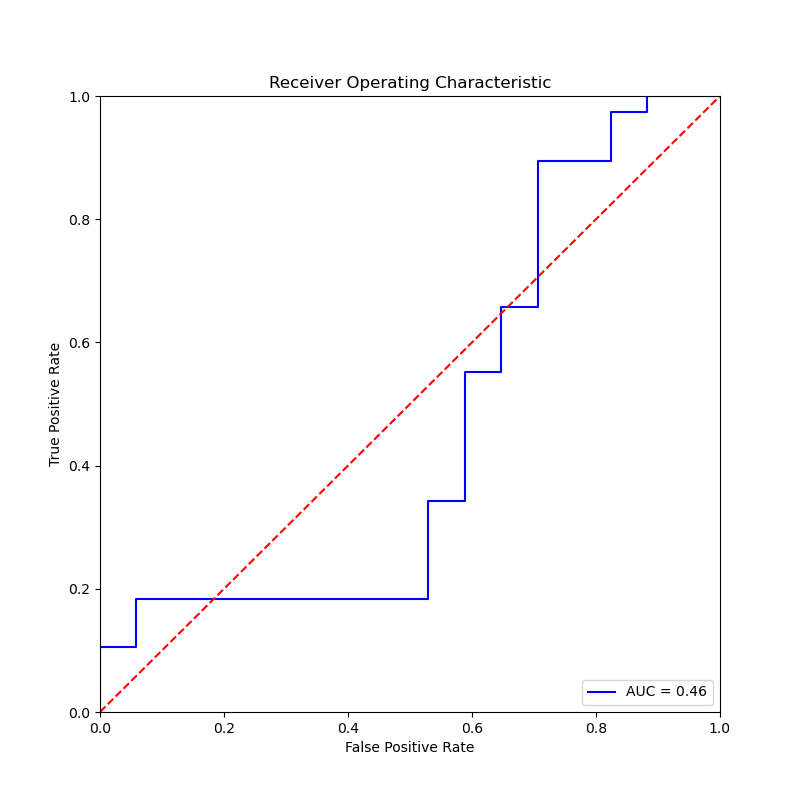 Receiver Operating Characteristic
1.0
0.8
0.6
0.4
0.2
0.0
True Positive Rate
AUC = 0.46
0.0 0.2 0.4 0.6 0.8 1.0
False Positive Rate